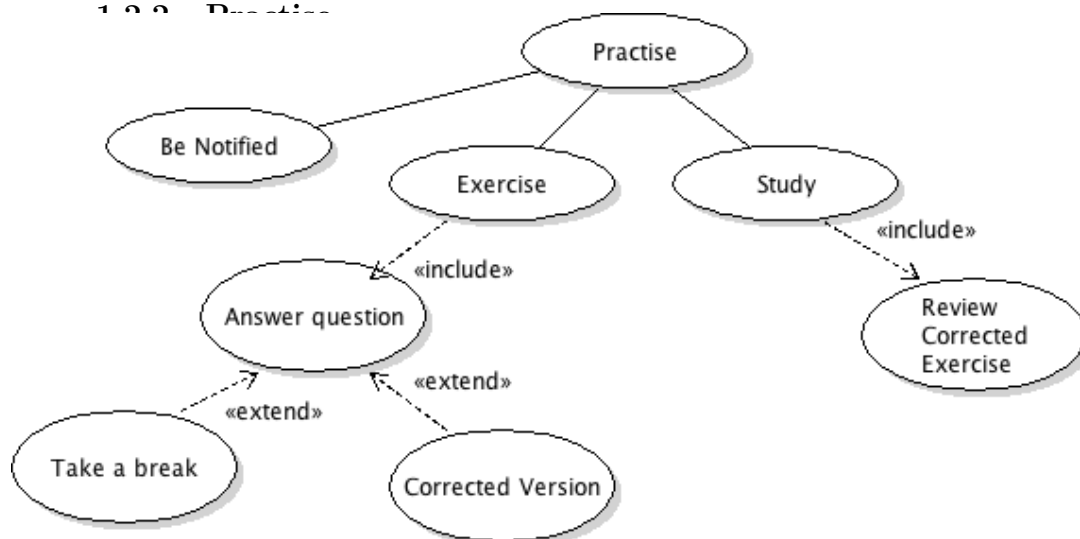 Practise
Be Notified
Exercise
Study
«include»
«include»
Answer question
Review
Corrected
Exercise
«extend»
«extend»
Take a break
Corrected Version